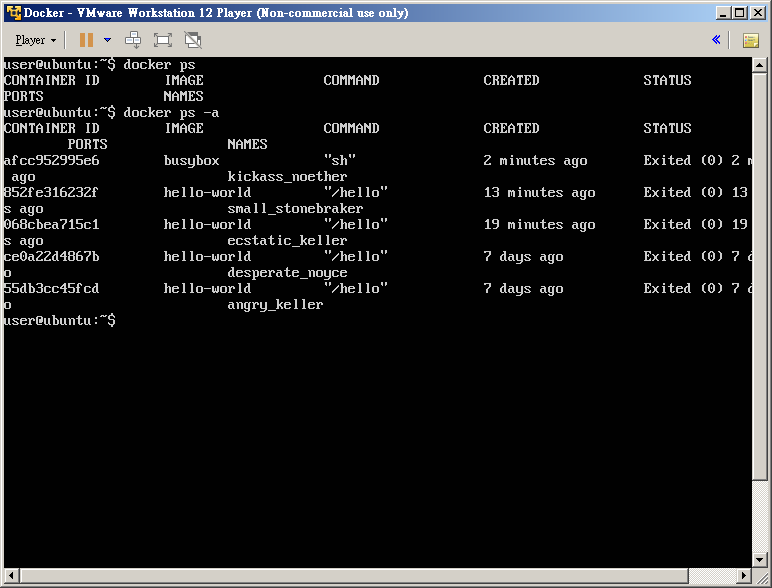 Docker - VMware Workstation 12 Player (Non-commercial use only)
Player
user@ubuntu:~$ docker ps
CONTAINER ID        IMAGE               COMMAND             CREATED             STATUS
PORTS               NAMES
user@ubuntu:~$ docker ps -a
CONTAINER ID        IMAGE               COMMAND             CREATED             STATUS
        PORTS               NAMES
afcc952995e6        busybox             "sh"                2 minutes ago       Exited (0) 2 m
 ago                        kickass_noether
852fe316232f        hello-world         "/hello"            13 minutes ago      Exited (0) 13
s ago                       small_stonebraker
068cbea715c1        hello-world         "/hello"            19 minutes ago      Exited (0) 19
s ago                       ecstatic_keller
ce0a22d4867b        hello-world         "/hello"            7 days ago          Exited (0) 7 d
o                           desperate_noyce
55db3cc45fcd        hello-world         "/hello"            7 days ago          Exited (0) 7 d
o                           angry_keller
user@ubuntu:~$